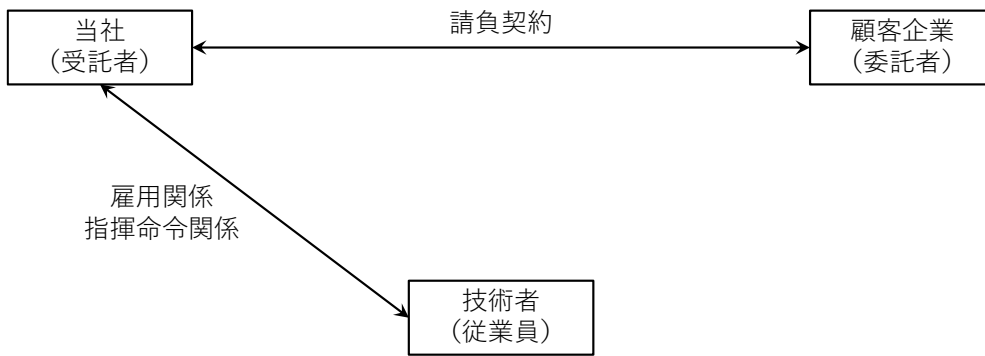 当社
（受託者）
請負契約
顧客企業
（委託者）
雇用関係
指揮命令関係
技術者
（従業員）